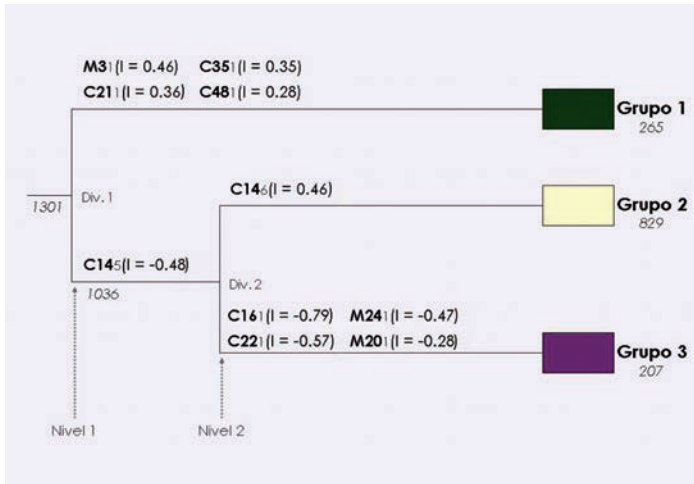 M31(I = 0.46) C351(I = 0.35)
C211(I = 0.36) C481(I = 0.28)
Grupo 1
265
1301
Div. 1
C146(I = 0.46)
Grupo 2
829
C145(I = -0.48)
1036
Div. 2
C161(I = -0.79) M241(I = -0.47)
C221(I = -0.57) M201(I = -0.28)
Grupo 3
207
Nivel 1
Nivel 2